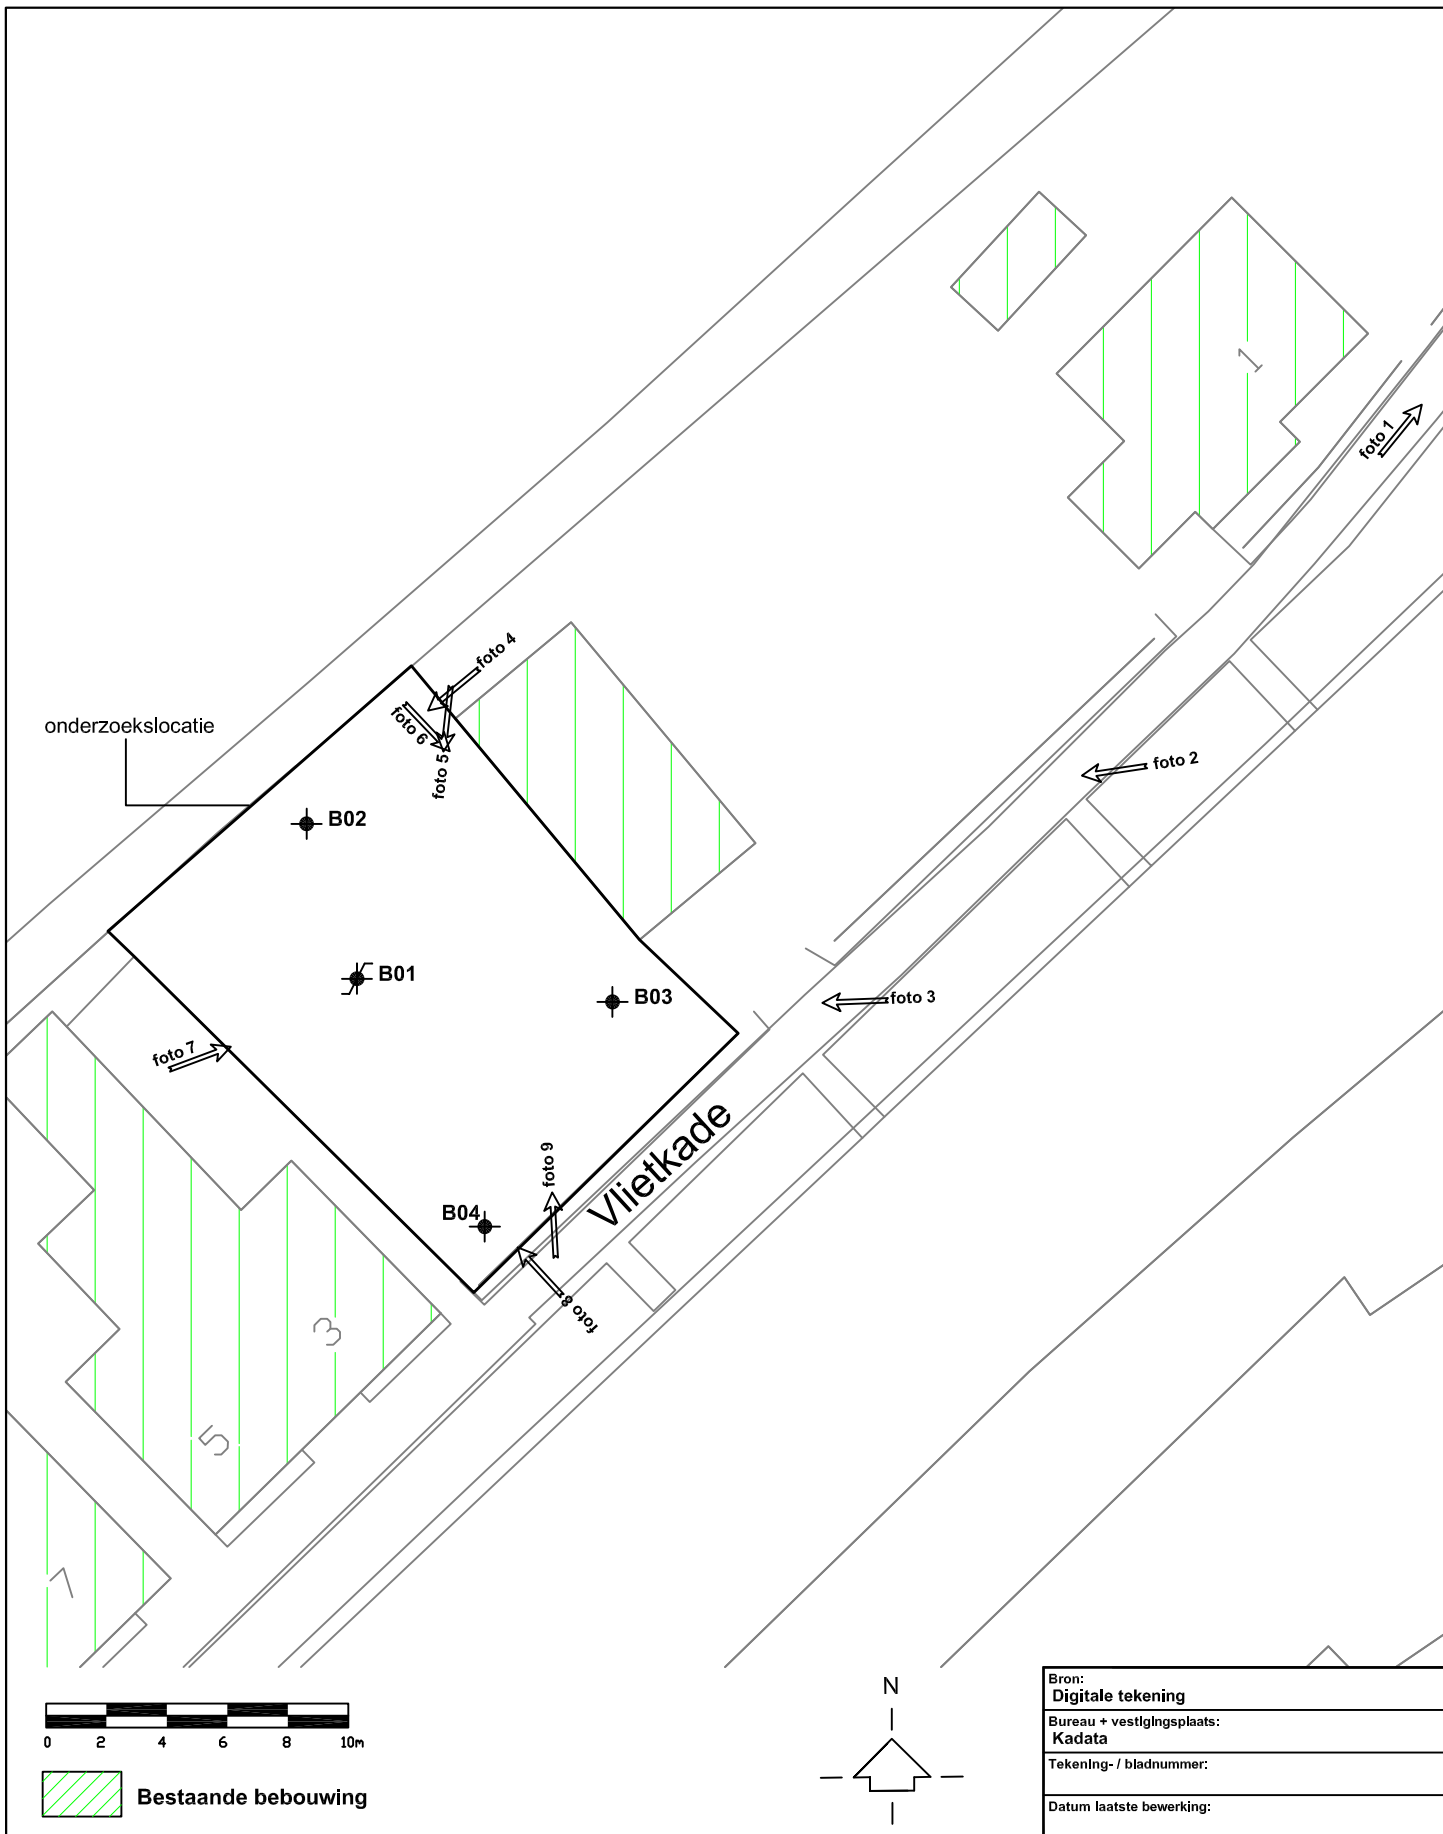 1
foto 1
foto 4
onderzoekslocatie
foto 6
foto 5
foto 2
B02
B01
B03
foto 3
foto 7
Vlietkade
foto 9
B04
foto 8
3
5
7
N
0 2 4 6 8 10m
Bestaande bebouwing
Bron:
Digitale tekening
Bureau + vestigingsplaats:
Kadata
Tekening- / bladnummer:
Datum laatste bewerking: